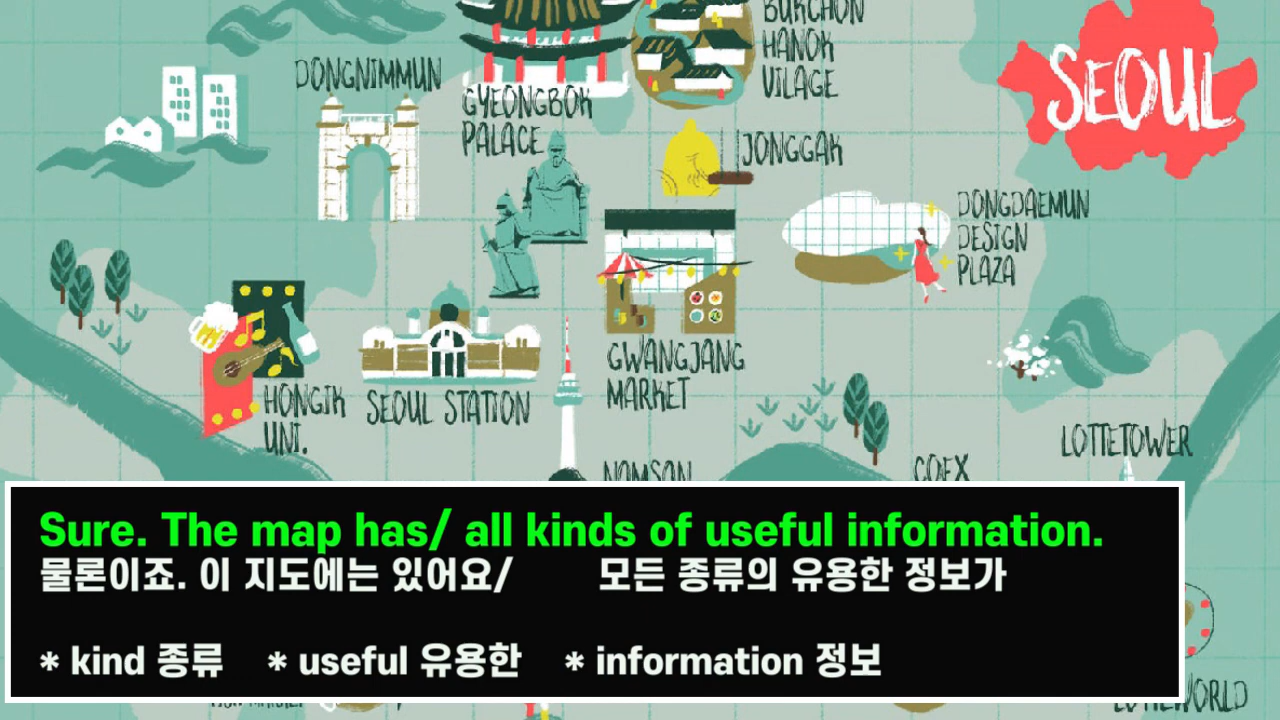 BUKCHON
HANOK
VILAGE
SEOUL
DONGNIMMUN
GYEONGBOK
PALACE
JONGGAK
DONGDAEMUN
DESIGN
PLAZA
GWANGJANG
MARKET
HONGIK
UNI.
SEOUL STATION
LOTTETOWER
NAMSAN
COEX
Sure. The map has/ all kinds of useful information.
물론이죠. 이 지도에는 있어요/ 모든 종류의 유용한 정보가
* kind 종류 * useful 유용한 * information 정보
LOTTEWORLD